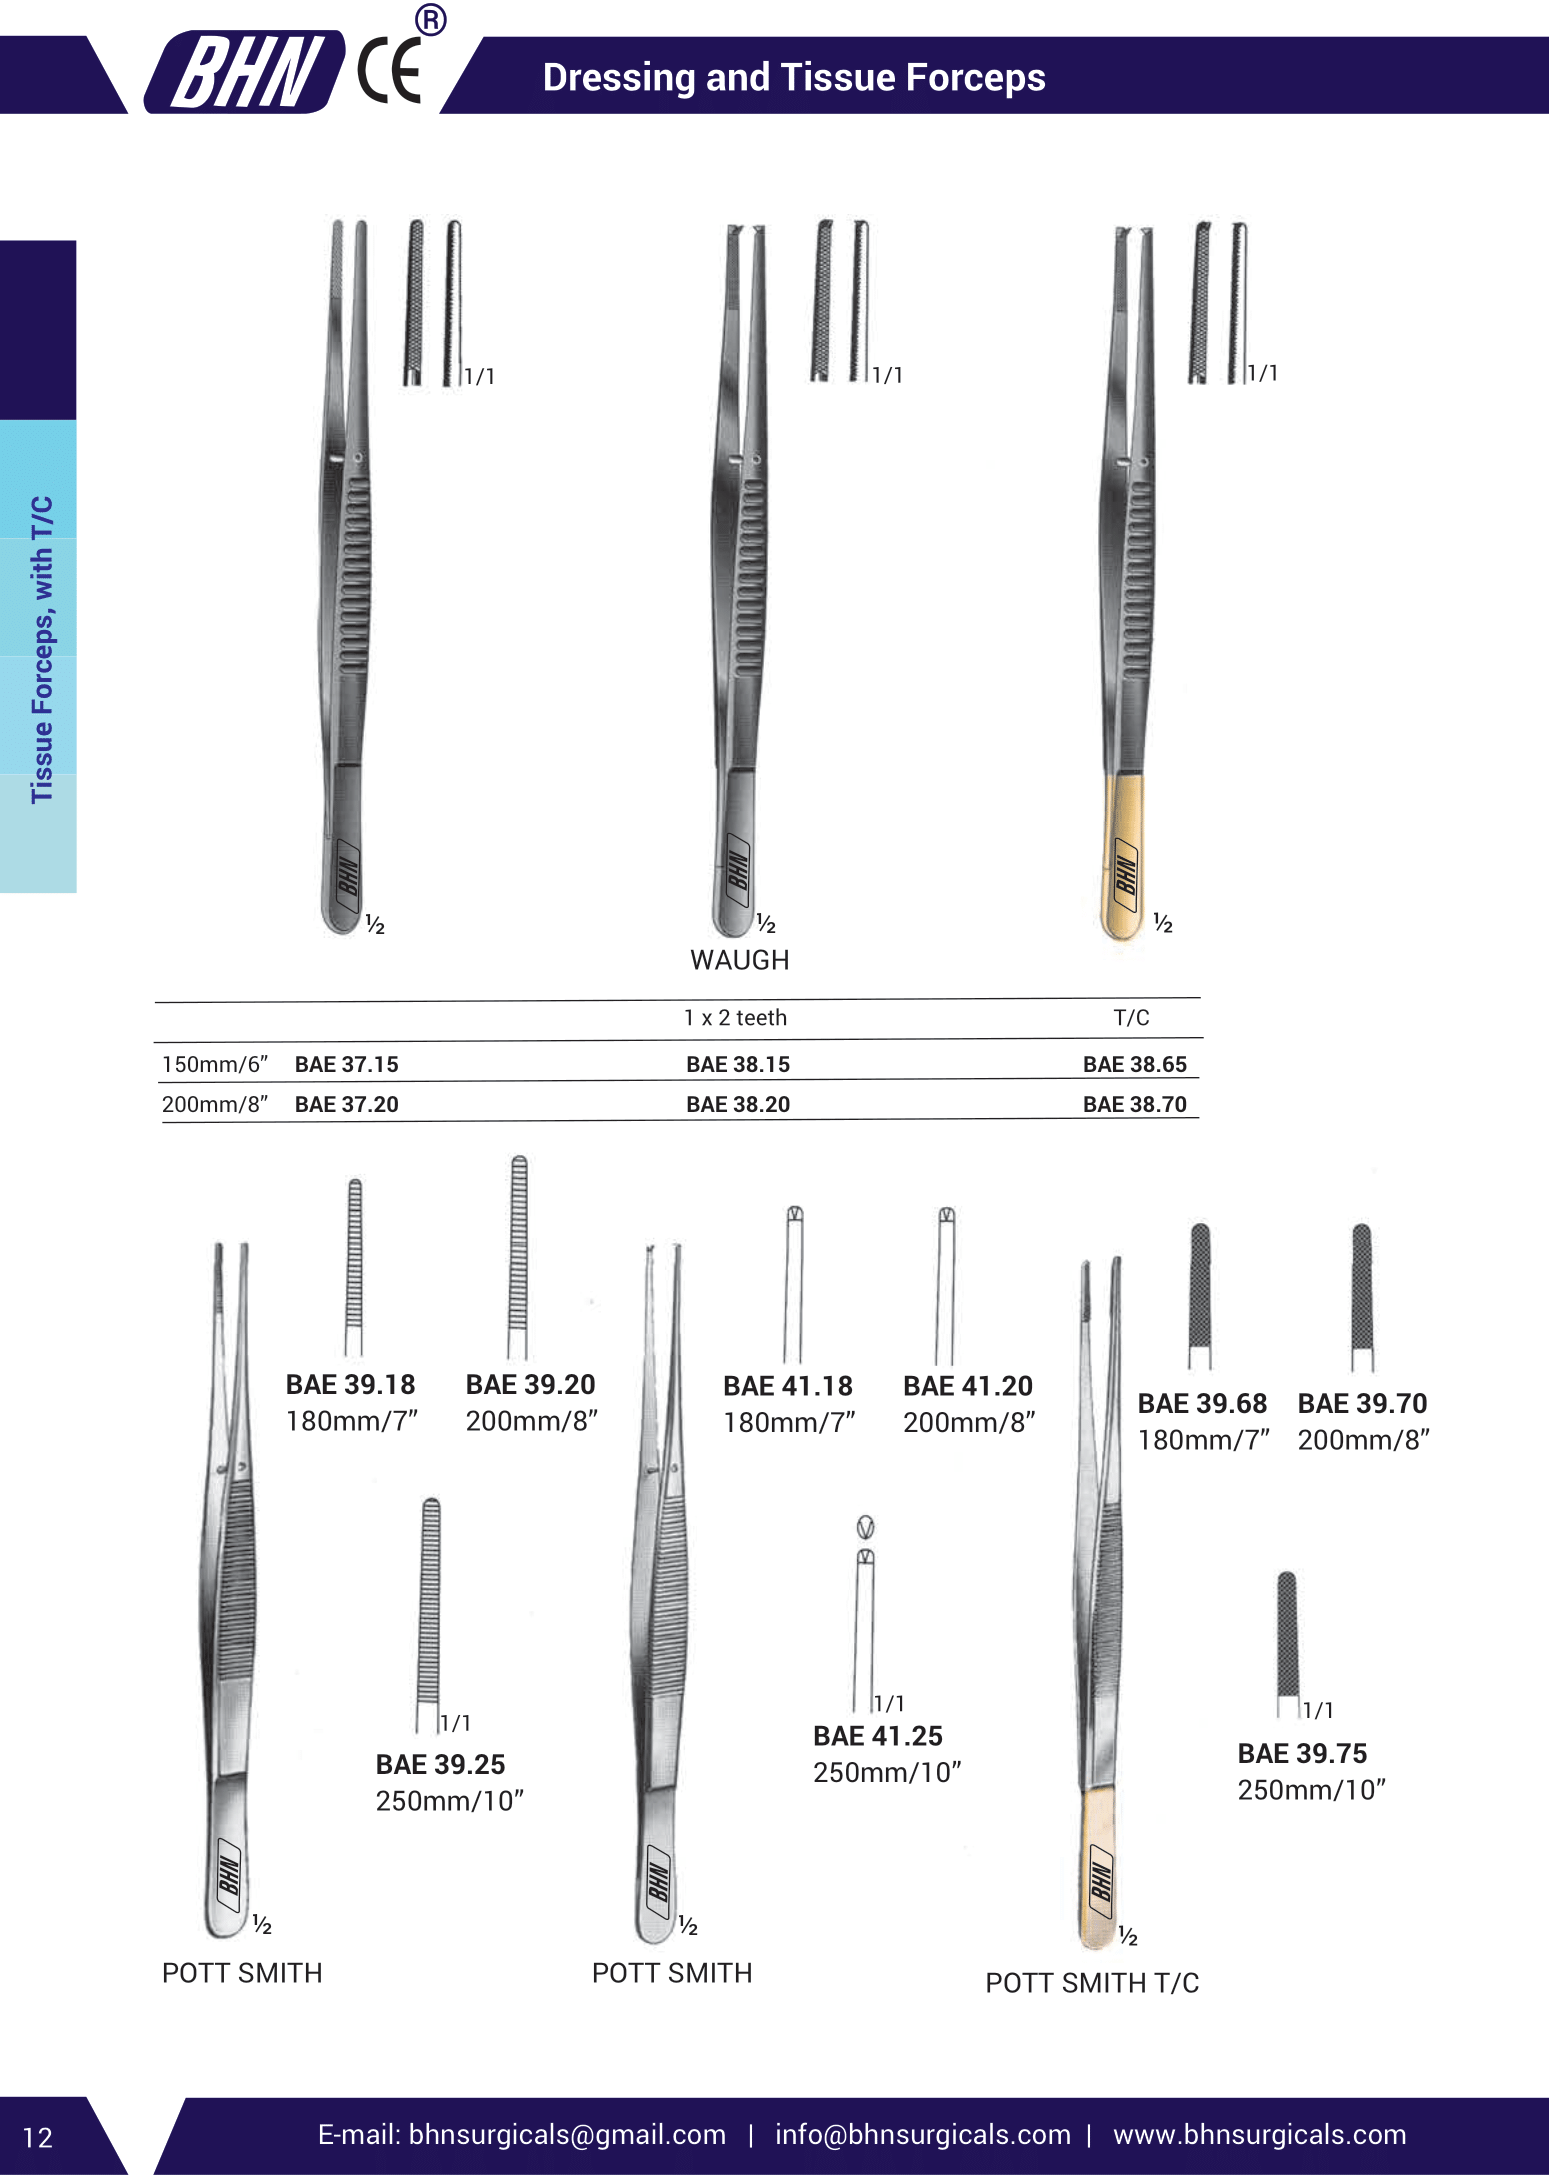 BHN CE ®
Dressing and Tissue Forceps
Tissue Forceps, with T/C
1/1
1/1
1/1
BHN
BHN
BHN
½
½
½
WAUGH
1 x 2 teeth T/C
150mm/6” BAE 37.15 BAE 38.15 BAE 38.65
200mm/8” BAE 37.20 BAE 38.20 BAE 38.70
BAE 39.18 BAE 39.20 BAE 41.18 BAE 41.20 BAE 39.68 BAE 39.70
180mm/7” 200mm/8” 180mm/7” 200mm/8” 180mm/7” 200mm/8”
1/1
1/1
1/1
BAE 39.25 BAE 41.25 BAE 39.75
250mm/10” 250mm/10” 250mm/10”
BHN
BHN
BHN
½
½
½
POTT SMITH POTT SMITH POTT SMITH T/C
12
E-mail: bhnsurgicals@gmail.com | info@bhnsurgicals.com | www.bhnsurgicals.com